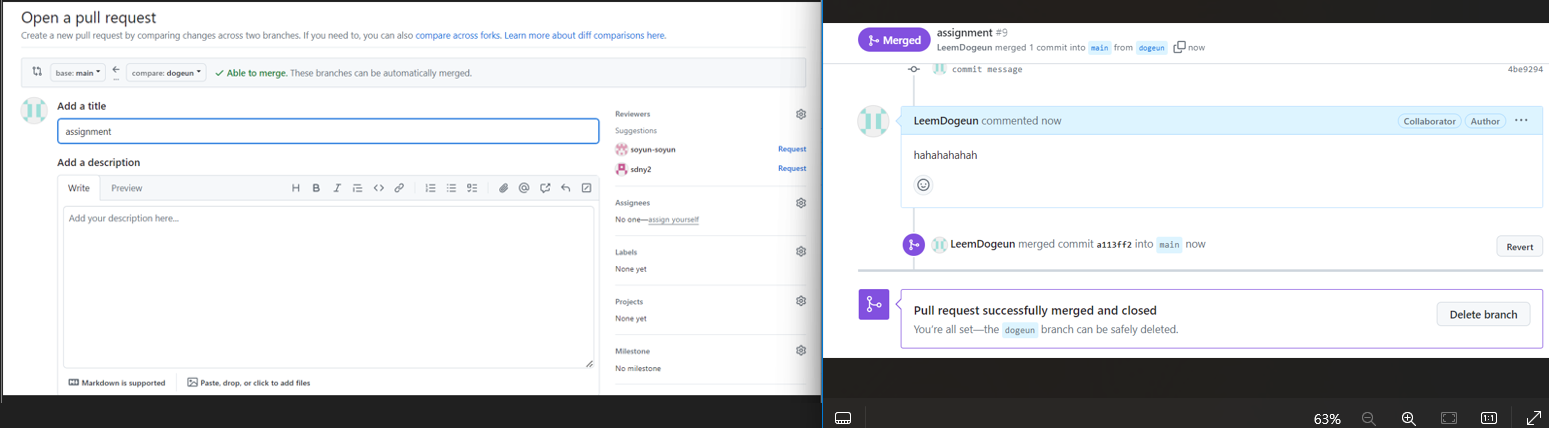 Open a pull request
Create a new pull request by comparing changes across two branches. If you need to, you can also compare across forks. Learn more about diff comparisons here.
base: main
compare: dogeun
Able to merge. These branches can be automatically merged.
Add a title
assignment
Add a description
Write
Preview
Add your description here...
Markdown is supported
Paste, drop, or click to add files
Reviewers
Suggestions
soyun-soyun
Request
sdny2
Request
Assignees
No one—assign yourself
Labels
None yet
Projects
None yet
Milestone
No milestone
Merged
assignment #9
LeemDogeun merged 1 commit into main from dogeun now
commit message
4be9294
LeemDogeun commented now
Collaborator
Author
hahahahahah
LeemDogeun merged commit a113ff2 into main now
Revert
Pull request successfully merged and closed
You're all set—the dogeun branch can be safely deleted.
Delete branch
63%
1:1